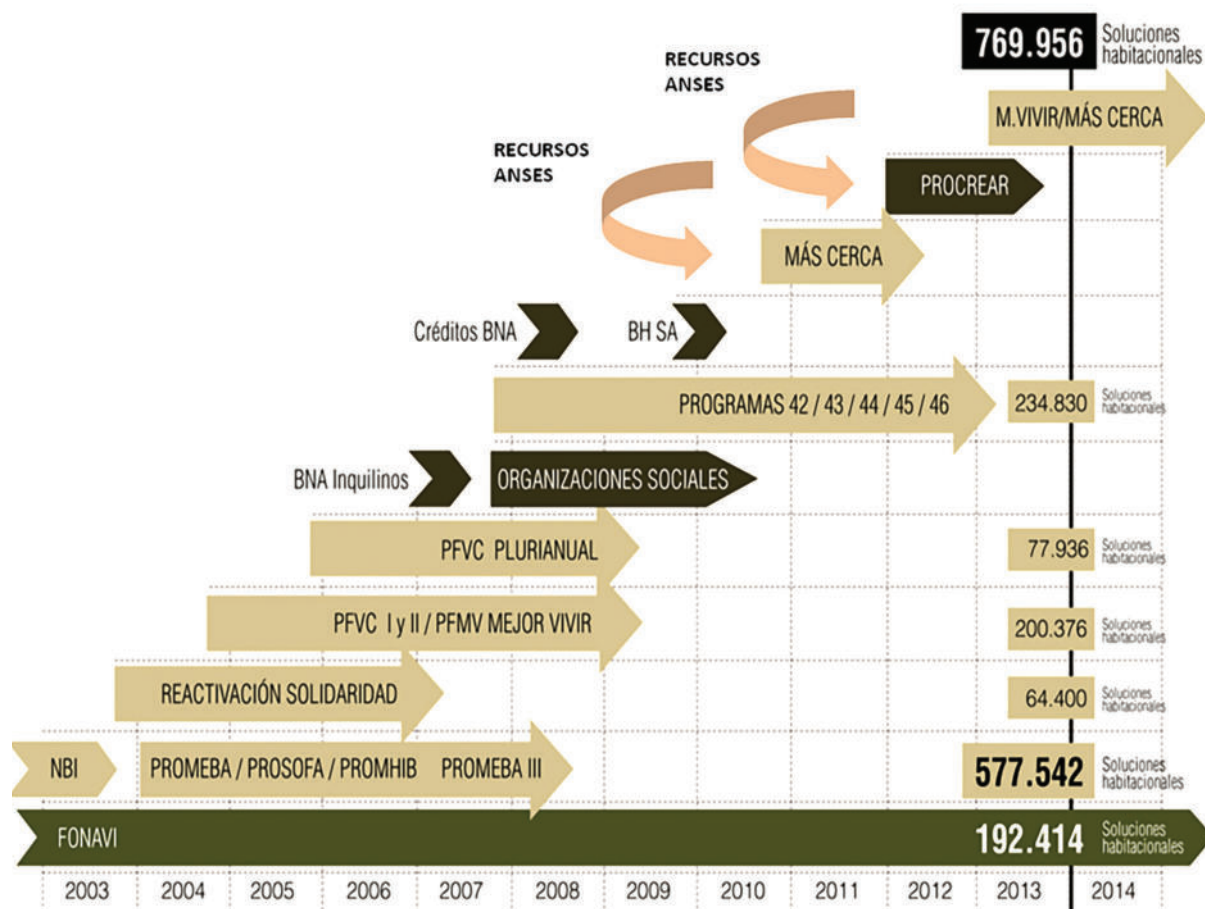 769.956
Soluciones
habitacionales
RECURSOS
ANSES
M.VIVIR/MÁS CERCA
RECURSOS
ANSES
PROCREAR
MÁS CERCA
Créditos BNA
BH SA
PROGRAMAS 42 / 43 / 44 / 45 / 46
234.830
Soluciones
habitacionales
BNA Inquilinos
ORGANIZACIONES SOCIALES
PFVC PLURIANUAL
77.936
Soluciones
habitacionales
PFVC I y II / PFMV MEJOR VIVIR
200.376
Soluciones
habitacionales
REACTIVACIÓN SOLIDARIDAD
64.400
Soluciones
habitacionales
NBI
PROMEBA / PROSOFA / PROMHIB PROMEBA III
577.542
Soluciones
habitacionales
FONAVI
192.414
Soluciones
habitacionales
2003 2004 2005 2006 2007 2008 2009 2010 2011 2012 2013 2014